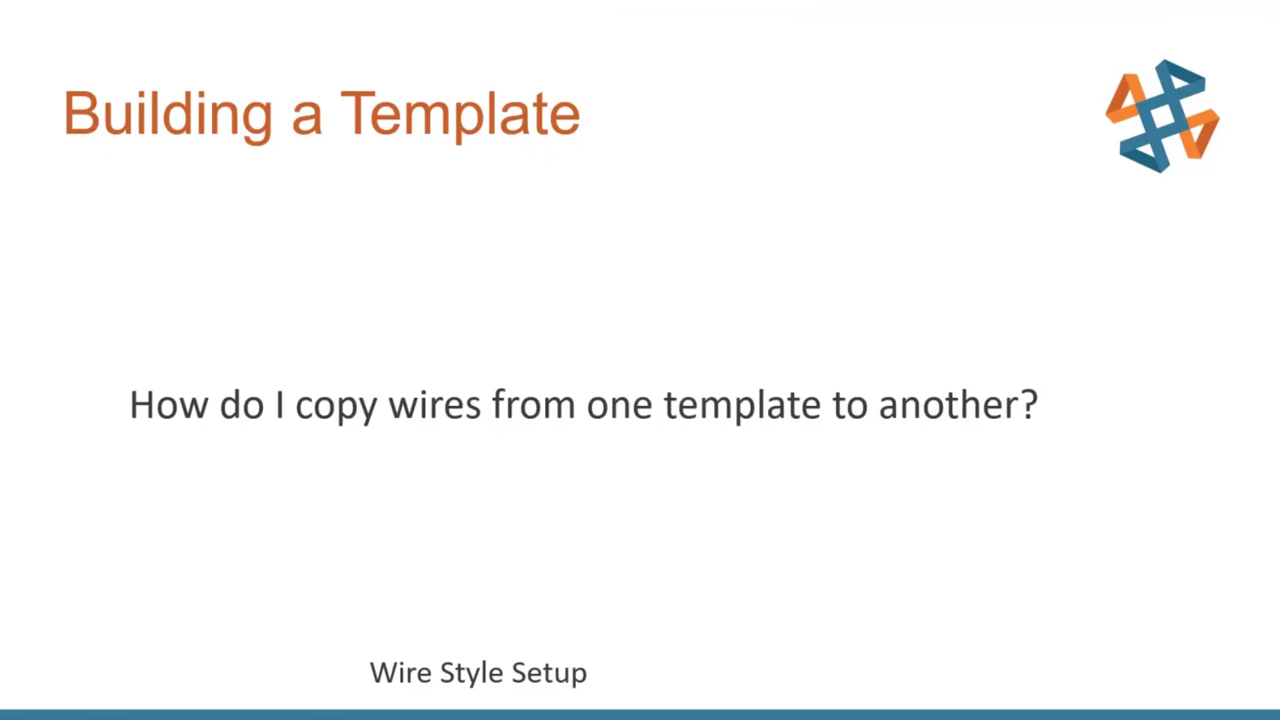 Building a Template
How do I copy wires from one template to another?
Wire Style Setup